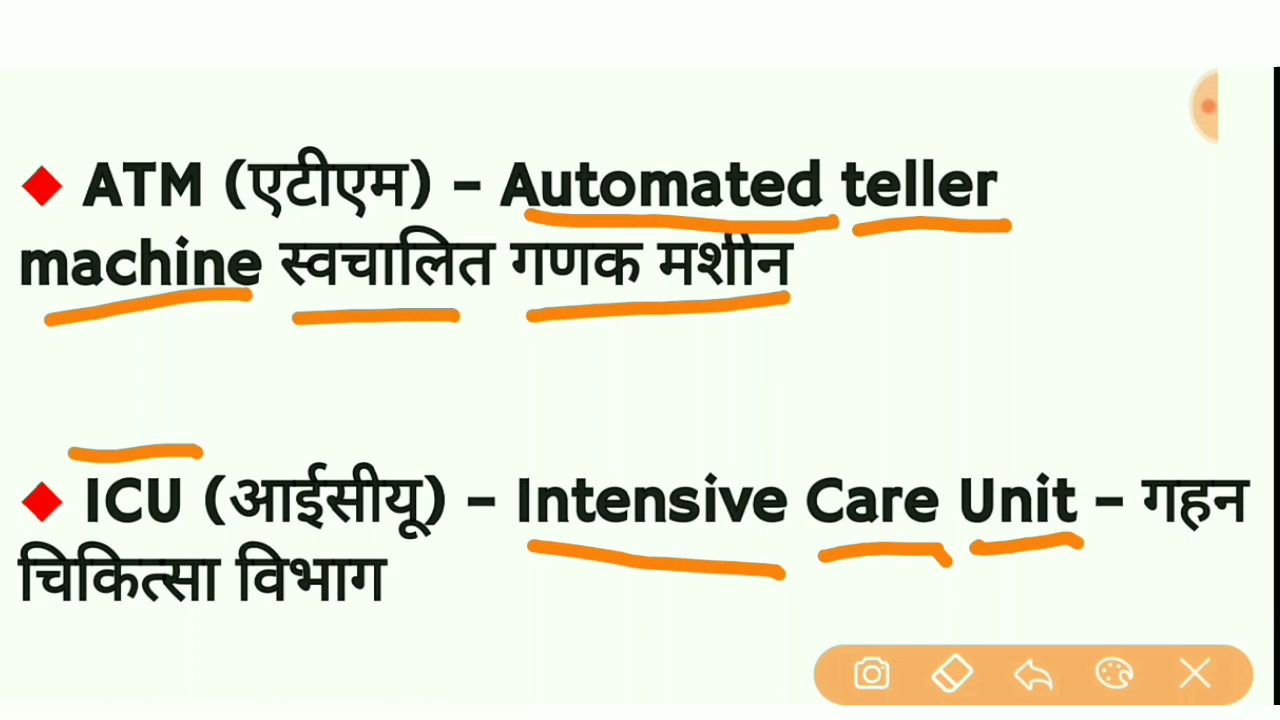 ATM (एटीएम) – Automated teller
machine स्वचालित गणक मशीन
ICU (आईसीयू) – Intensive Care Unit – गहन
चिकित्सा विभाग